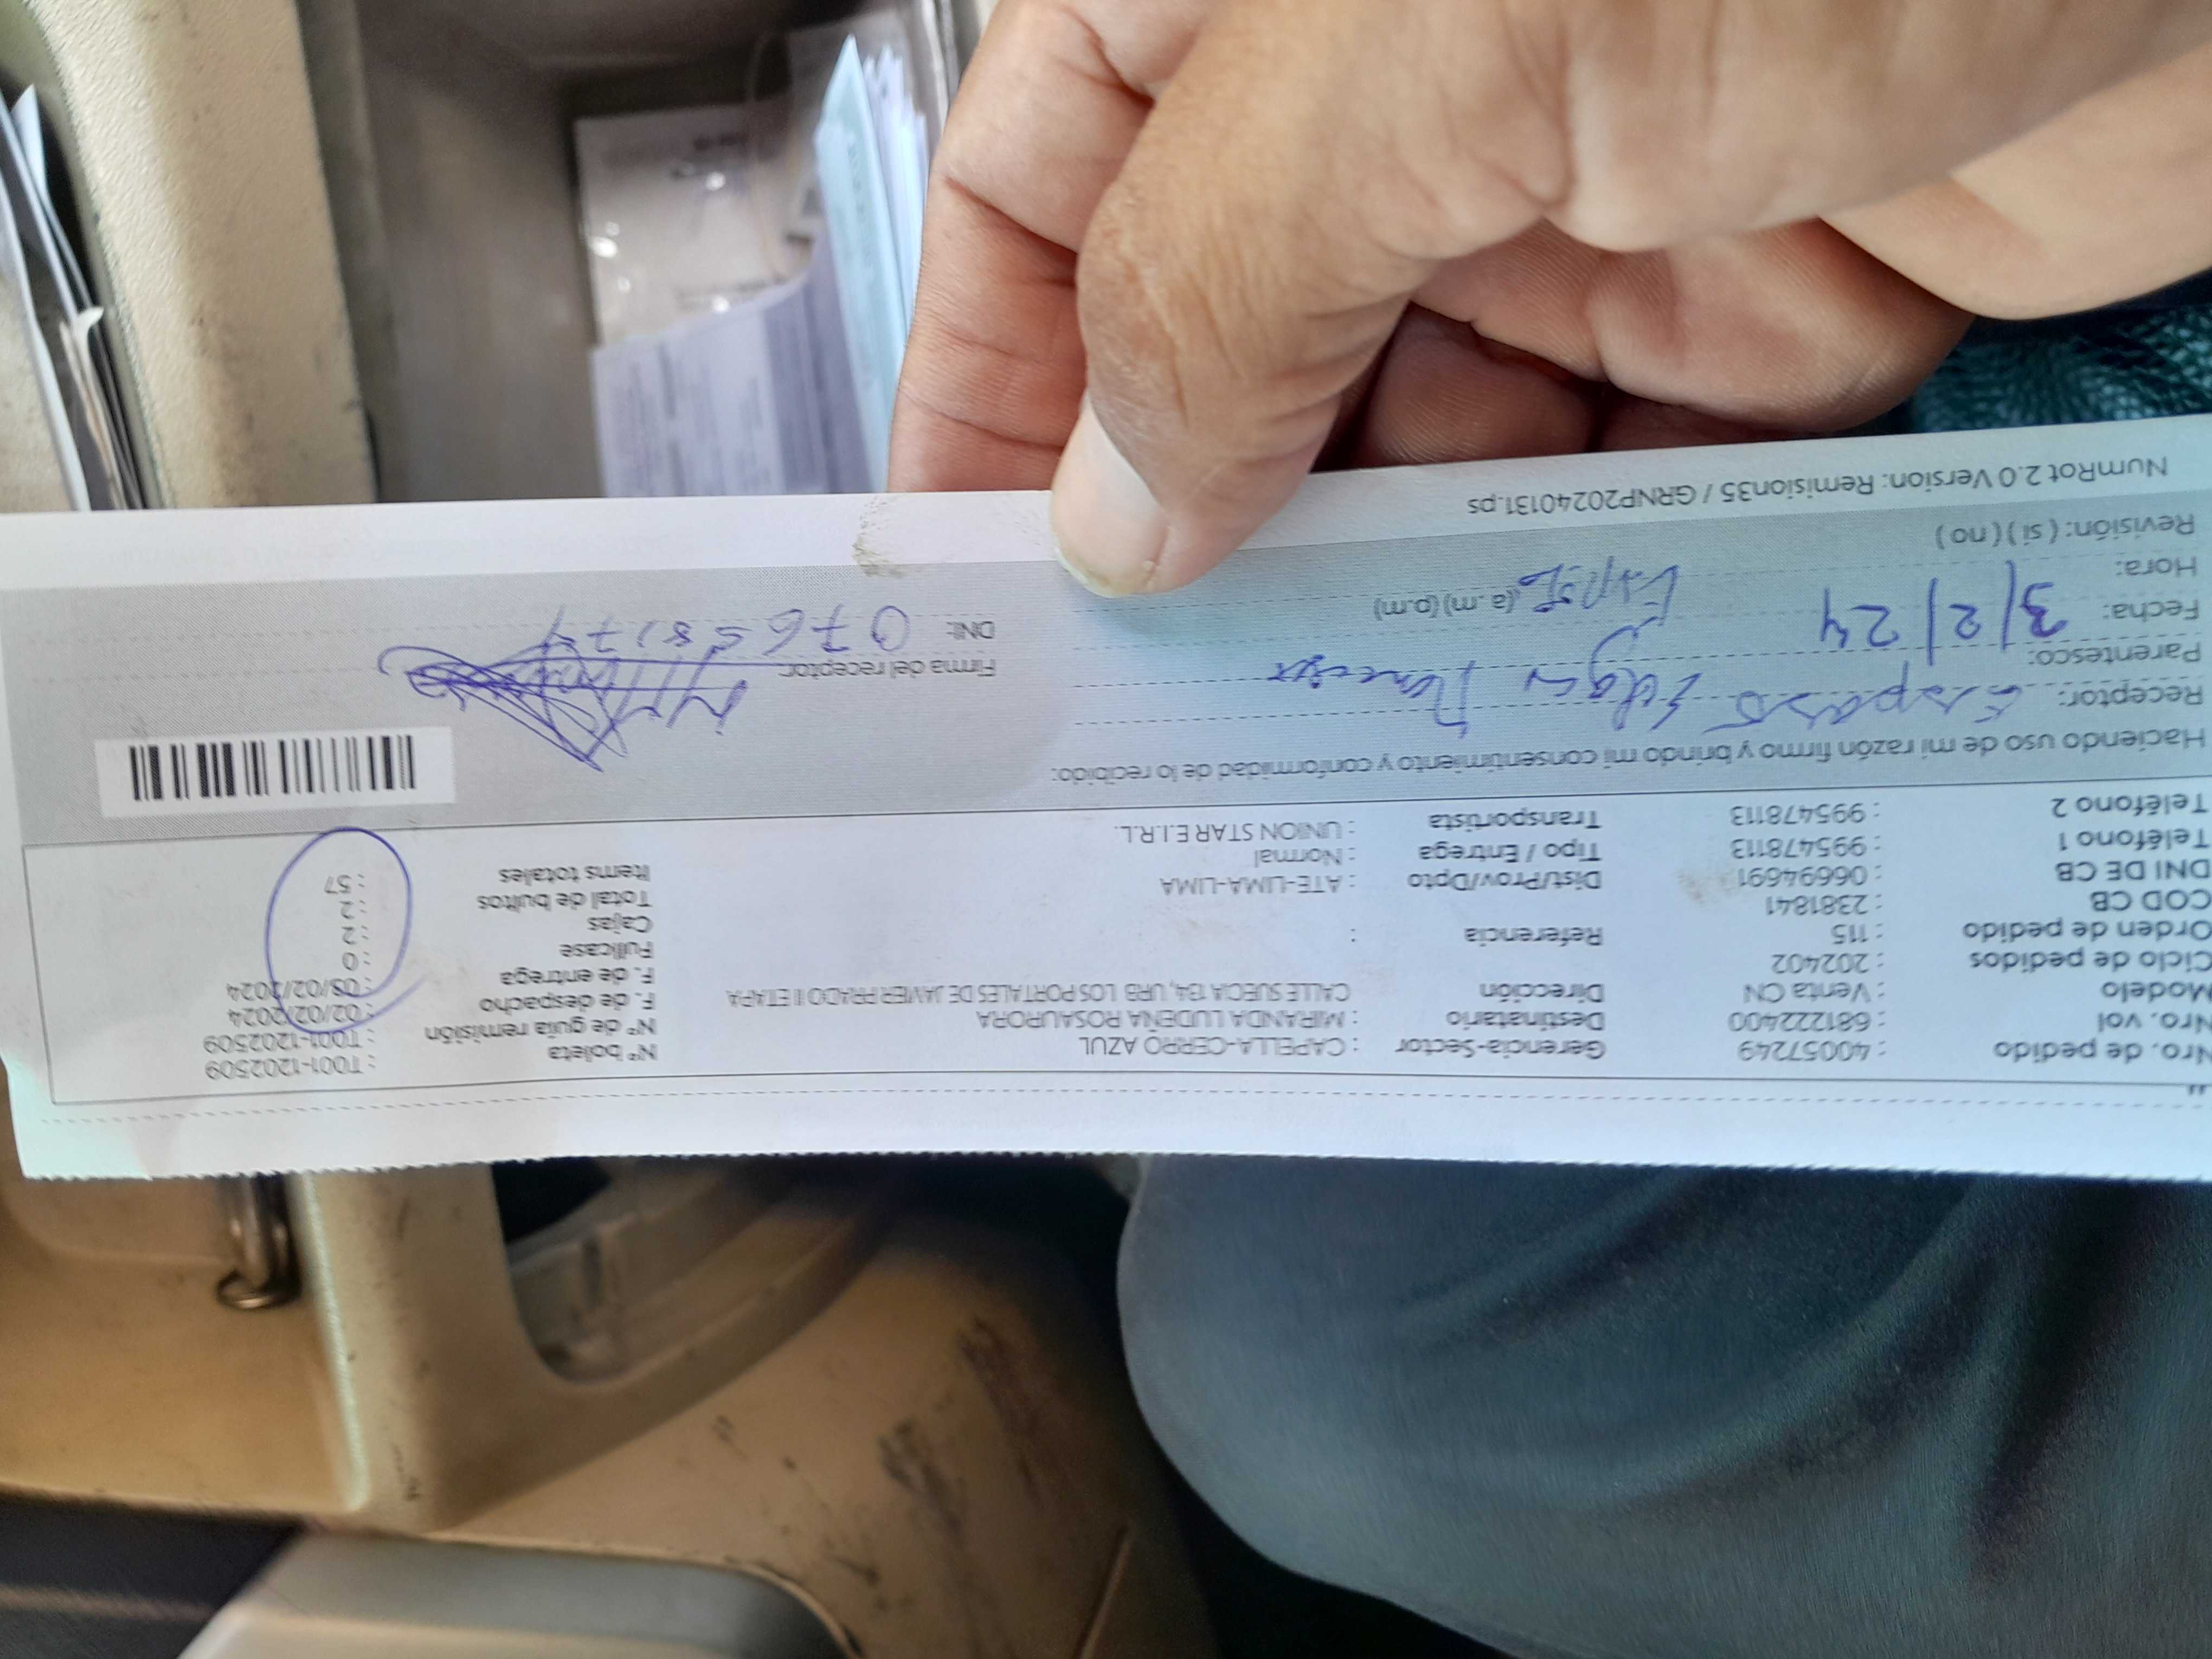 Nro. de pedido : 40057249 Gerencia-Sector : CAPELLA-CERRO AZUL Nº boleta : T001-1202509
Nro. vol : 681222400 Destinatario : MIRANDA LUDEÑA ROSAURORA Nº de guía remisión : T001-1202509
Modelo : Venta CN Dirección CALLE SUECIA 134, URB LOS PORTALES DE JAVIER PRADO II ETAPA F. de despacho : 02/02/2024
Ciclo de pedidos : 202402 F. de entrega : 03/02/2024
Orden de pedido : 115 Referencia : Fullcase : 0
COD CB : 2381841 Cajas : 2
DNI DE CB : 06694691 Dist/Prov/Dpto : ATE-LIMA-LIMA Total de bultos : 2
Teléfono 1 : 995478113 Tipo / Entrega : Normal Items totales : 57
Teléfono 2 : 995478113 Transportista : UNION STAR E.I.R.L.
Haciendo uso de mi razón firmo y brindo mi consentimiento y conformidad de lo recibido:
Receptor:
Parentesco: Firma del receptor:
Fecha: 3/2/24 DNI:
Hora: (a.m) (p.m)
Revisión: ( si ) ( no )
NumRot 2.0 Version: Remision35 / GRNP20240131.ps